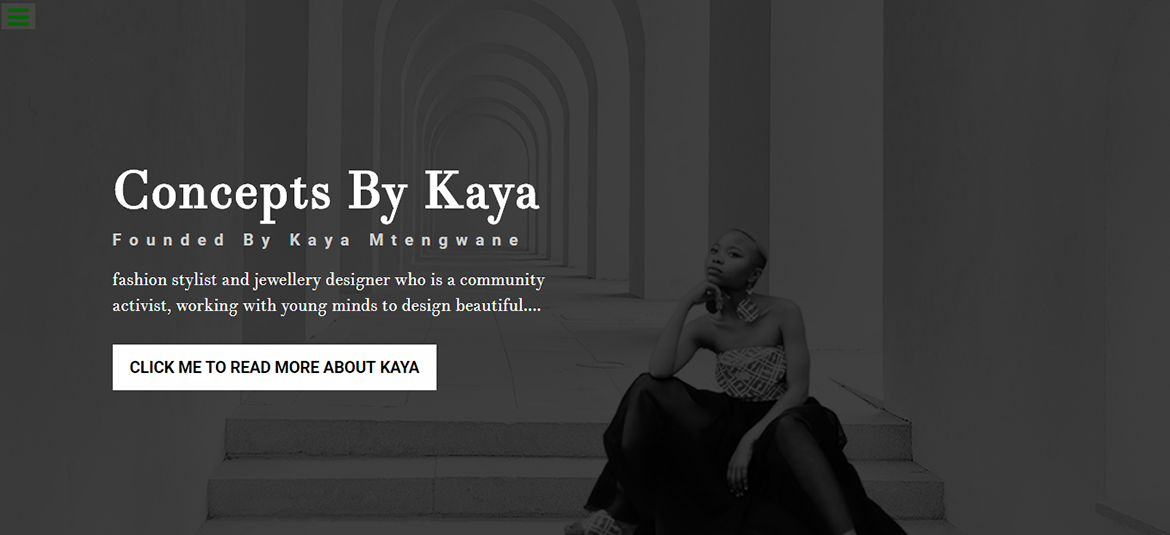 Concepts By Kaya
Founded By Kaya Mtengwane
fashion stylist and jewellery designer who is a community
activist, working with young minds to design beautiful....
CLICK ME TO READ MORE ABOUT KAYA